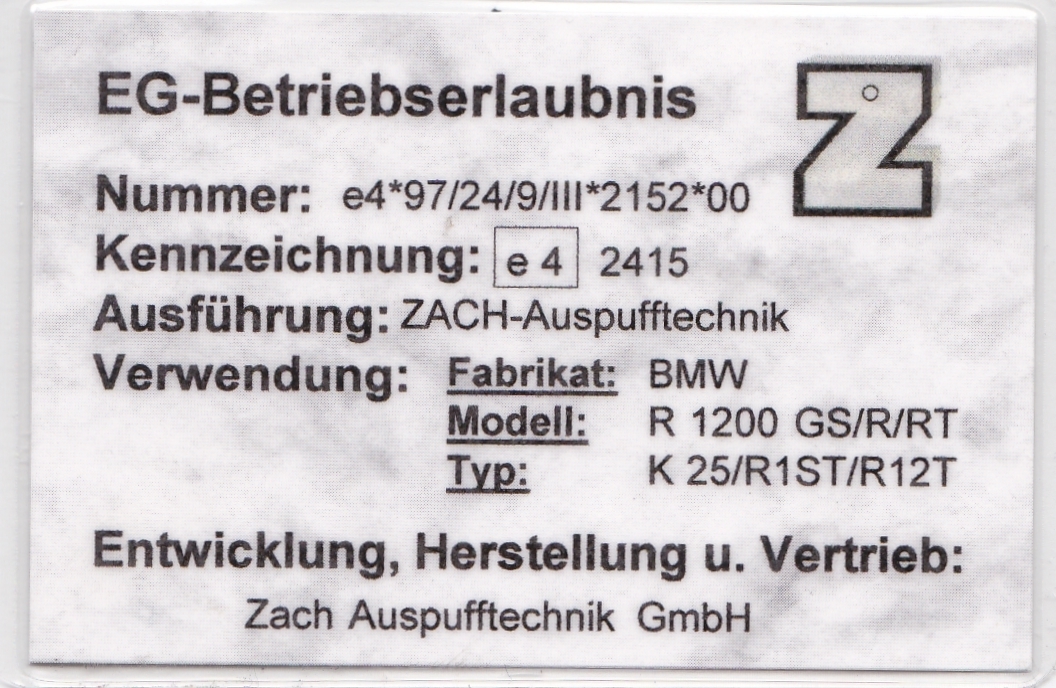 EG-Betriebserlaubnis
Z
Nummer: e4*97/24/9/III*2152*00
Kennzeichnung: e 4 2415
Ausführung: ZACH-Auspufftechnik
Verwendung: Fabrikat: BMW
Modell: R 1200 GS/R/RT
Typ: K 25/R1ST/R12T
Entwicklung, Herstellung u. Vertrieb:
Zach Auspufftechnik GmbH